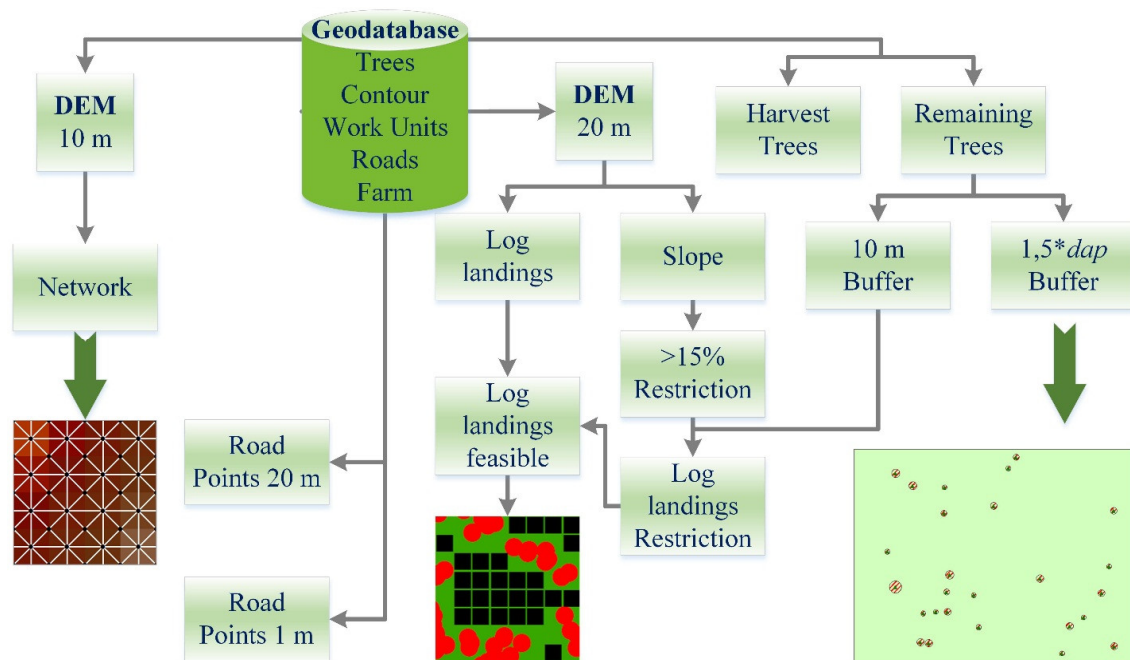 Geodatabase
Trees
Contour
Work Units
Roads
Farm
DEM
10 m
DEM
20 m
Harvest
Trees
Remaining
Trees
Network
Log
landings
Slope
10 m
Buffer
1,5*dap
Buffer
>15%
Restriction
Log
landings
feasible
Road
Points 20 m
Log
landings
Restriction
Road
Points 1 m